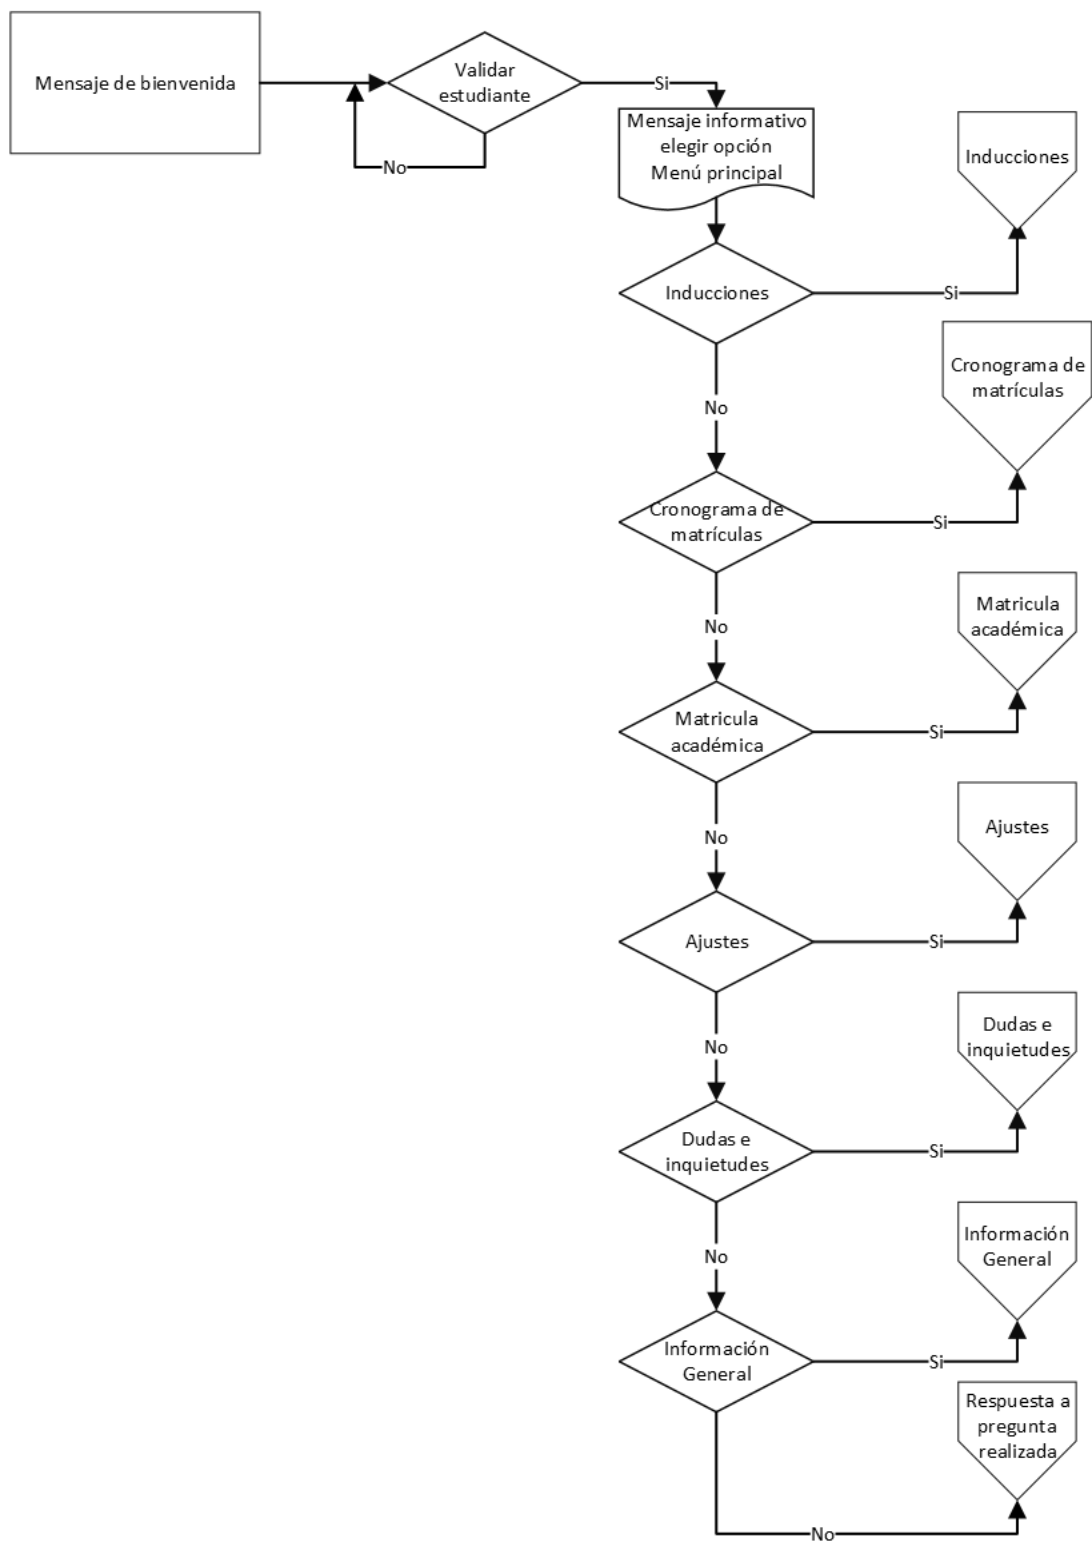 Mensaje de bienvenida
Validar
estudiante
Si
No
Mensaje informativo
elegir opción
Menú principal
Inducciones
Inducciones
Si
No
Cronograma de
matrículas
Cronograma de
matrículas
Si
No
Matricula
académica
Matricula
académica
Si
No
Ajustes
Ajustes
Si
No
Dudas e
inquietudes
Dudas e
inquietudes
Si
No
Información
General
Información
General
Si
Respuesta a
pregunta
realizada
No